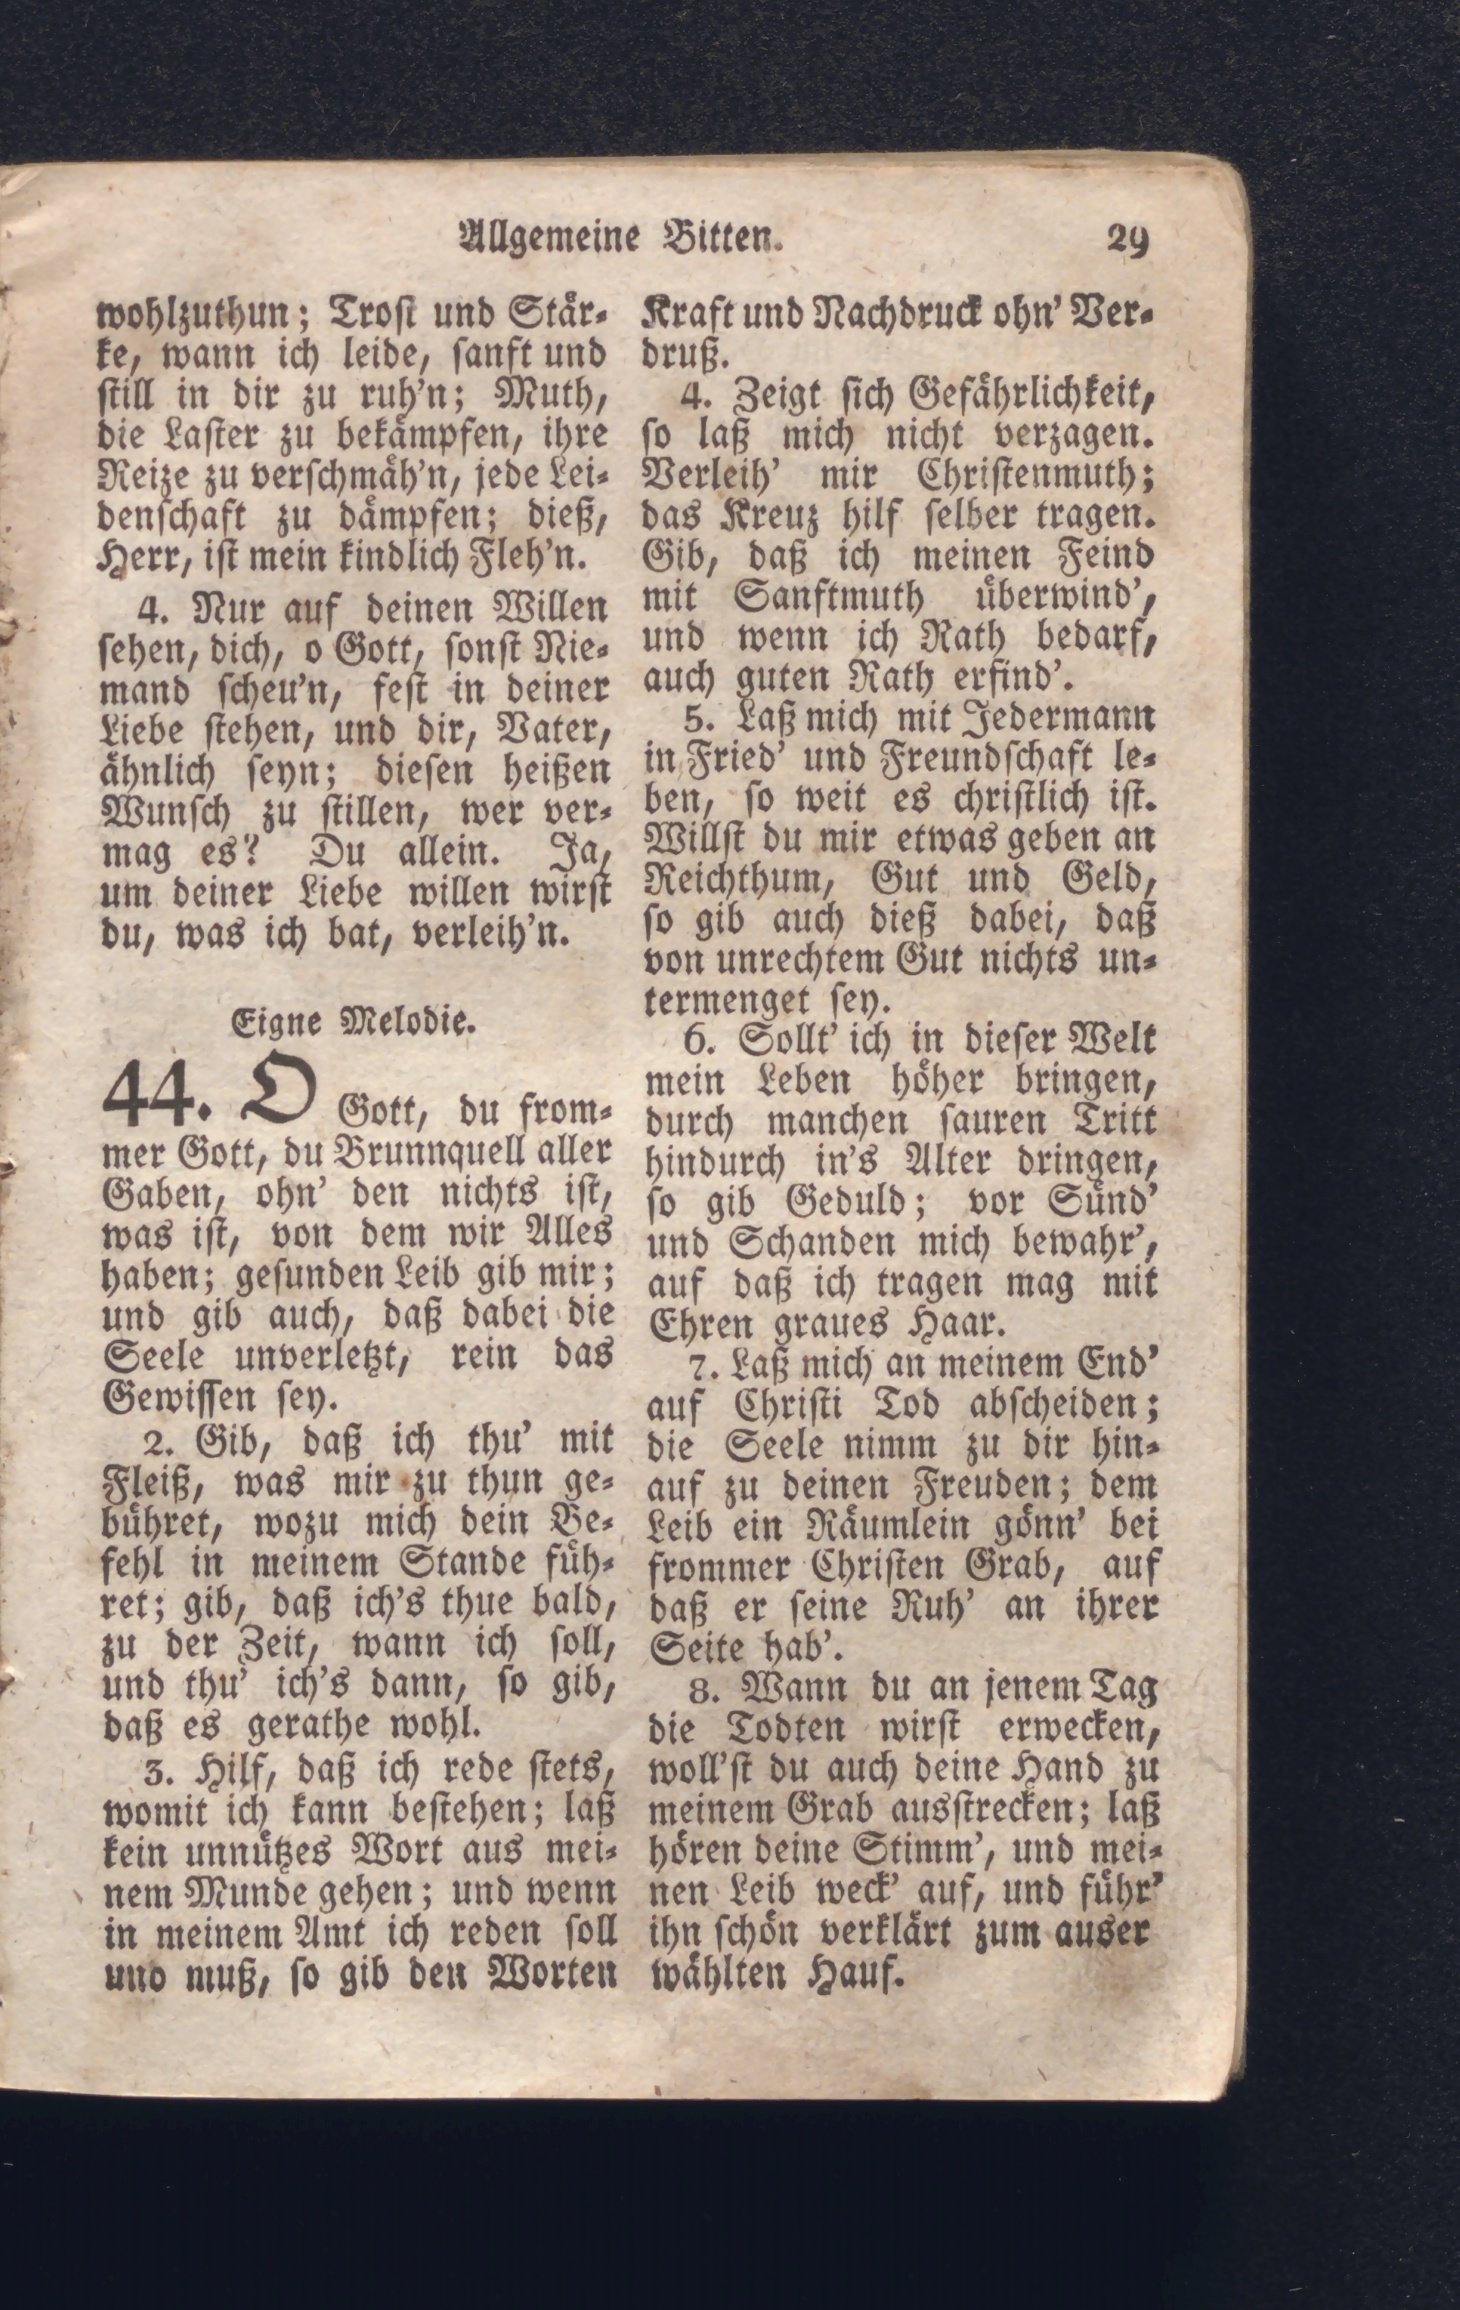 Allgemeine Bitten. 29
wohlzuthun; Trost und Stär-
ke, wann ich leide, sanft und
still in dir zu ruh'n; Muth,
die Laster zu bekämpfen, ihre
Reize zu verschmäh'n, jede Lei-
denschaft zu dämpfen; dieß,
Herr, ist mein kindlich Fleh'n.
4. Nur auf deinen Willen
sehen, dich, o Gott, sonst Nie-
mand scheu'n, fest in deiner
Liebe stehen, und dir, Vater,
ähnlich seyn; diesen heißen
Wunsch zu stillen, wer ver-
mag es? Du allein. Ja,
um deiner Liebe willen wirst
du, was ich bat, verleih'n.
Eigne Melodie.
44. O Gott, du from-
mer Gott, du Brunnquell aller
Gaben, ohn' den nichts ist,
was ist, von dem wir Alles
haben; gesunden Leib gib mir;
und gib auch, daß dabei die
Seele unverletzt, rein das
Gewissen sey.
2. Gib, daß ich thu' mit
Fleiß, was mir zu thun ge-
bühret, wozu mich dein Be-
fehl in meinem Stande füh-
ret; gib, daß ich's thue bald,
zu der Zeit, wann ich soll,
und thu' ich's dann, so gib,
daß es gerathe wohl.
3. Hilf, daß ich rede stets,
womit ich kann bestehen; laß
kein unnützes Wort aus mei-
nem Munde gehen; und wenn
in meinem Amt ich reden soll
und muß, so gib den Worten
Kraft und Nachdruck ohn' Ver-
druß.
4. Zeigt sich Gefährlichkeit,
so laß mich nicht verzagen.
Verleih' mir Christenmuth;
das Kreuz hilf selber tragen.
Gib, daß ich meinen Feind
mit Sanftmuth überwind',
und wenn ich Rath bedarf,
auch guten Rath erfind'.
5. Laß mich mit Jedermann
in Fried' und Freundschaft le-
ben, so weit es christlich ist.
Willst du mir etwas geben an
Reichthum, Gut und Geld,
so gib auch dieß dabei, daß
von unrechtem Gut nichts un-
termenget sey.
6. Sollt' ich in dieser Welt
mein Leben höher bringen,
durch manchen sauren Tritt
hindurch in's Alter dringen,
so gib Geduld; vor Sünd'
und Schanden mich bewahr',
auf daß ich tragen mag mit
Ehren graues Haar.
7. Laß mich an meinem End'
auf Christi Tod abscheiden;
die Seele nimm zu dir hin-
auf zu deinen Freuden; dem
Leib ein Räumlein gönn' bei
frommer Christen Grab, auf
daß er seine Ruh' an ihrer
Seite hab'.
8. Wann du an jenem Tag
die Todten wirst erwecken,
woll'st du auch deine Hand zu
meinem Grab ausstrecken; laß
hören deine Stimm', und mei-
nen Leib weck' auf, und führ'
ihn schön verklärt zum auser
wählten Hauf.